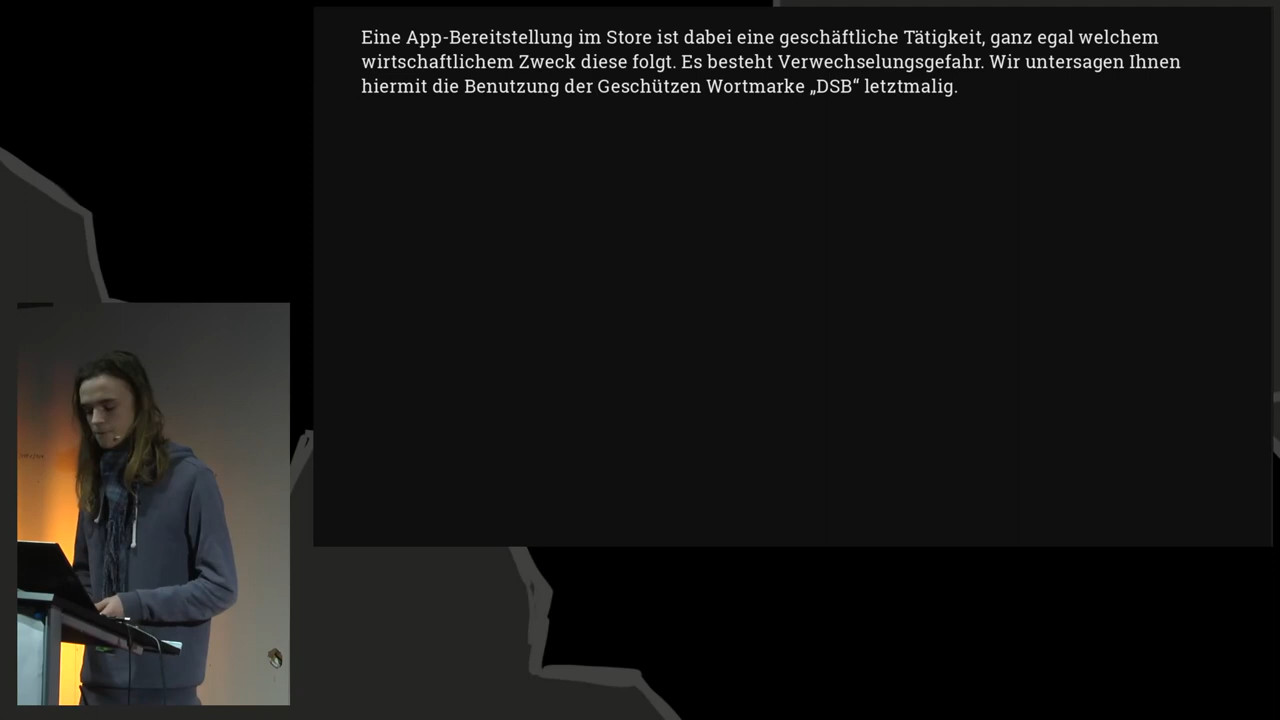 Eine App-Bereitstellung im Store ist dabei eine geschäftliche Tätigkeit, ganz egal welchem
wirtschaftlichem Zweck diese folgt. Es besteht Verwechselungsgefahr. Wir untersagen Ihnen
hiermit die Benutzung der Geschützen Wortmarke „DSB“ letztmalig.